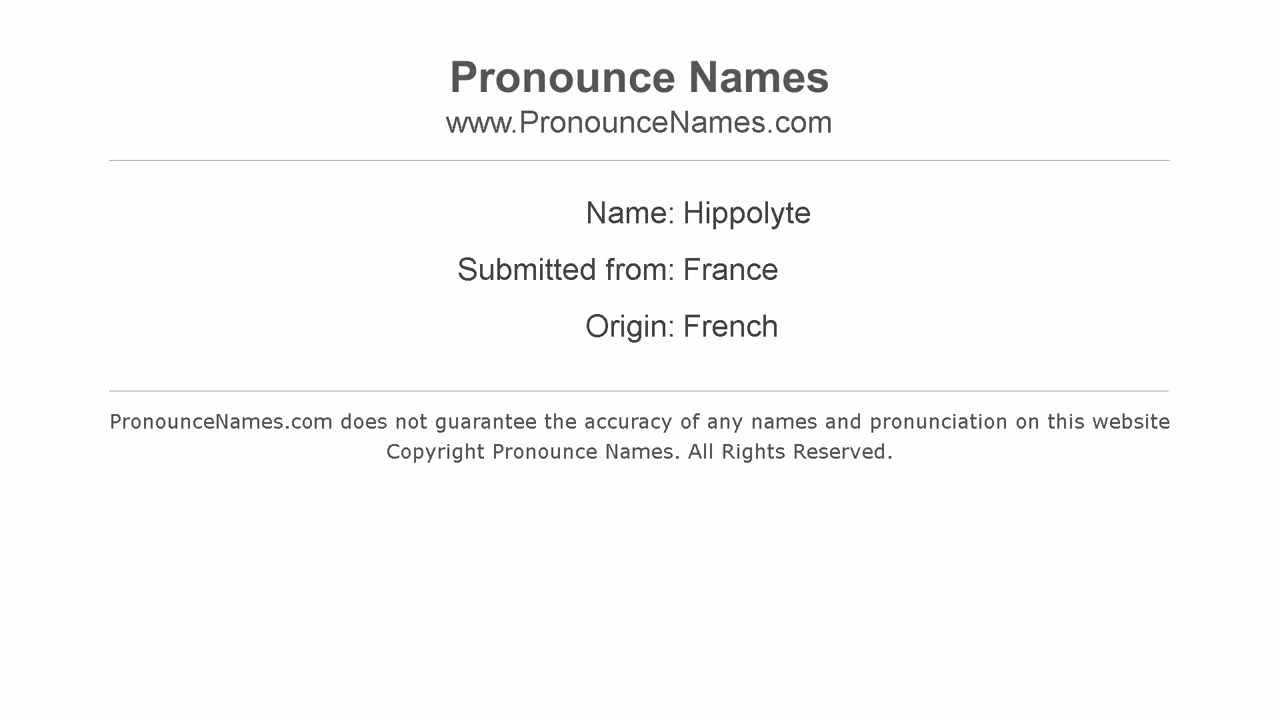 Pronounce Names
www.PronounceNames.com
Name: Hippolyte
Submitted from: France
Origin: French
PronounceNames.com does not guarantee the accuracy of any names and pronunciation on this website
Copyright Pronounce Names. All Rights Reserved.